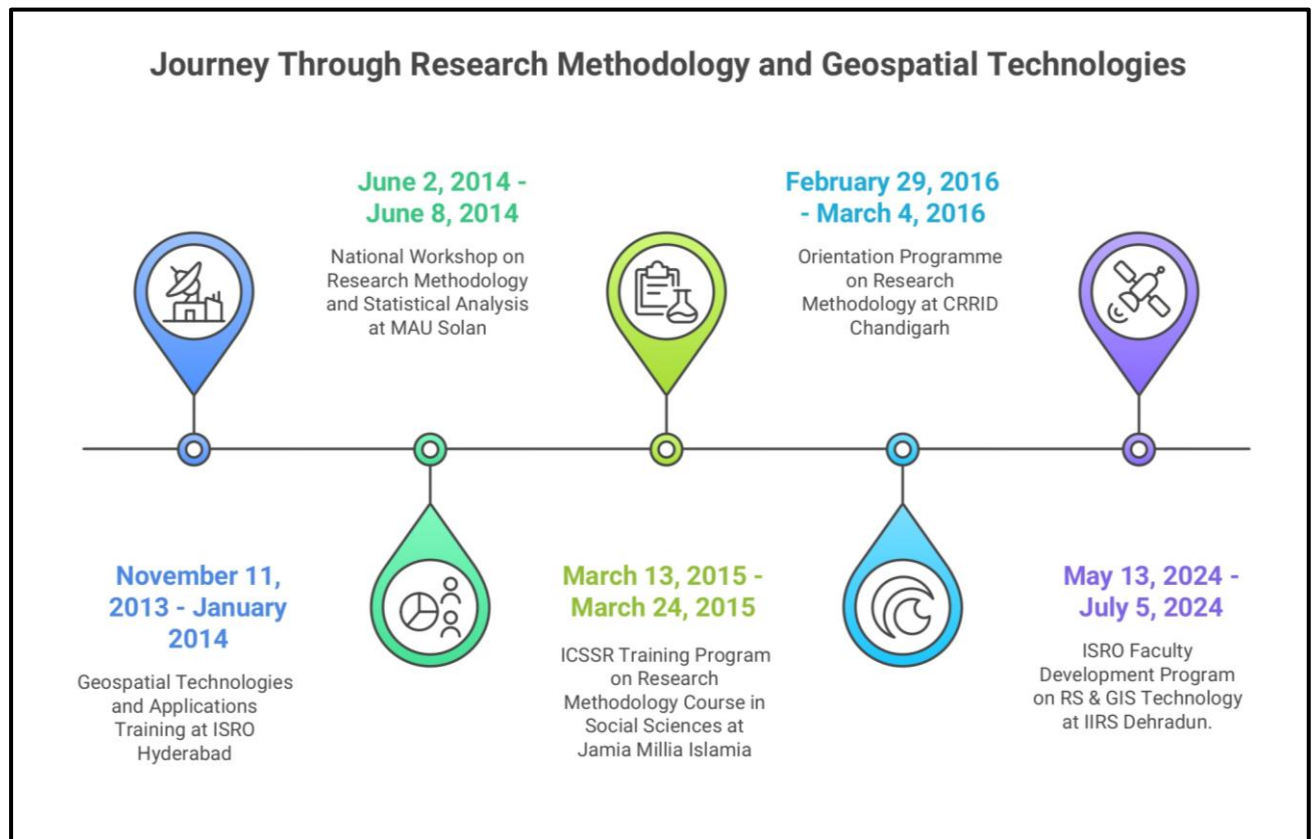 Journey Through Research Methodology and Geospatial Technologies
November 11,
2013 - January
2014
Geospatial Technologies
and Applications
Training at ISRO
Hyderabad
June 2, 2014 -
June 8, 2014
National Workshop on
Research Methodology
and Statistical Analysis
at MAU Solan
March 13, 2015 -
March 24, 2015
ICSSR Training Program
on Research
Methodology Course in
Social Sciences at
Jamia Millia Islamia
February 29, 2016
- March 4, 2016
Orientation Programme
on Research
Methodology at CRRID
Chandigarh
May 13, 2024 -
July 5, 2024
ISRO Faculty
Development Program
on RS & GIS Technology
at IIRS Dehradun.